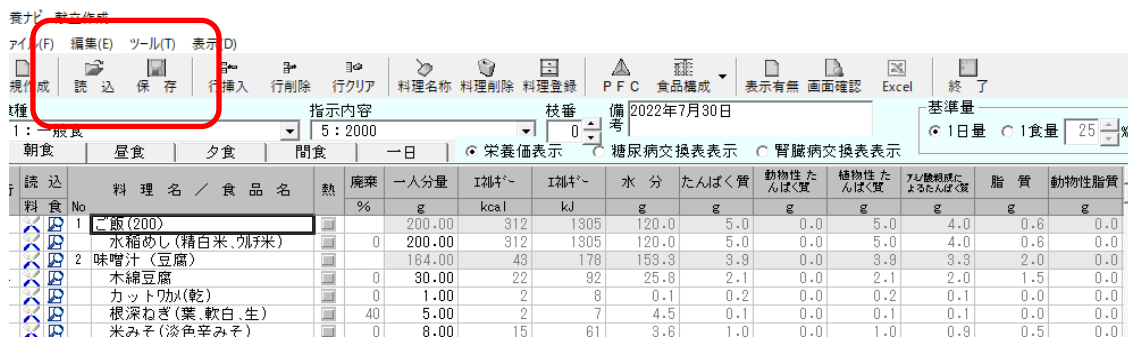 養ナビ 献立作成
アイル(F) 編集(E) ツール(T) 表示(D)
規作成 読 込 保 存 行挿入 行削除 行クリア 料理名称 料理削除 料理登録 PFC 食品構成 表示有無 画面確認 Excel 終 了
食種 指示内容 枝番 備考 2022年7月30日 基準量
1:一般食 5:2000 0 1日量 1食量 25 %
朝食 昼食 夕食 間食 一日 栄養価表示 糖尿病交換表表示 腎臓病交換表表示
行 読 込 料 理 名 / 食 品 名 熱 廃棄 一人分量 エネルギー エネルギー 水 分 たんぱく質 動物性たんぱく質 植物性たんぱく質 アミノ酸組成によるたんぱく質 脂 質 動物性脂質
料 食 No % g kcal kJ g g g g g g g
1 ご飯(200) 200.00 312 1305 120.0 5.0 0.0 5.0 4.0 0.6 0.0
水稲めし(精白米、ウルチ米) 0 200.00 312 1305 120.0 5.0 0.0 5.0 4.0 0.6 0.0
2 味噌汁(豆腐) 164.00 43 178 153.3 3.9 0.0 3.9 3.3 2.0 0.0
木綿豆腐 0 30.00 22 92 25.8 2.1 0.0 2.1 2.0 1.5 0.0
カットワカメ(乾) 0 1.00 2 8 0.1 0.2 0.0 0.2 0.1 0.0 0.0
根深ねぎ(葉、軟白、生) 40 5.00 2 7 4.5 0.1 0.0 0.1 0.1 0.0 0.0
米みそ(淡色辛みそ) 0 8.00 15 61 3.6 1.0 0.0 1.0 0.9 0.5 0.0